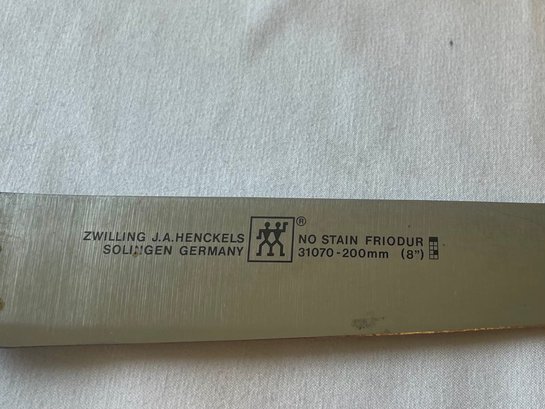 ZWILLING J.A.HENCKELS
SOLINGEN GERMANY
®
NO STAIN FRIODUR
31070-200mm (8")